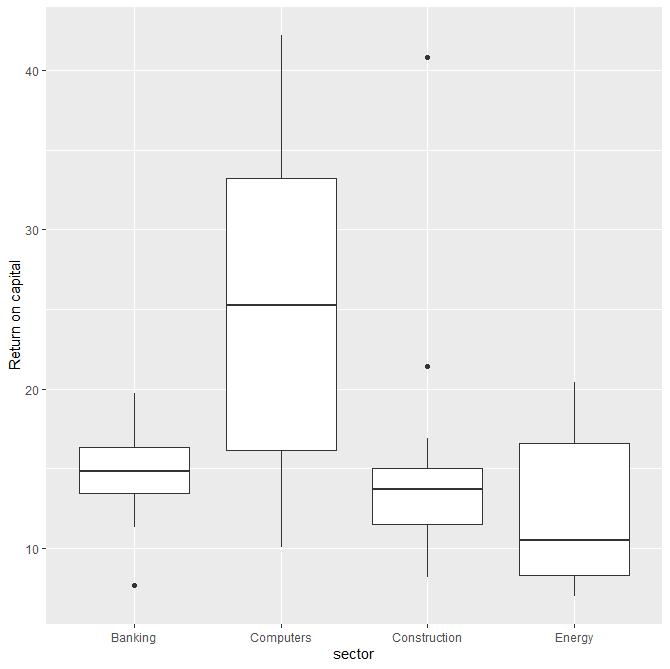 Return on capital
40
30
20
10
Banking Computers Construction Energy
sector